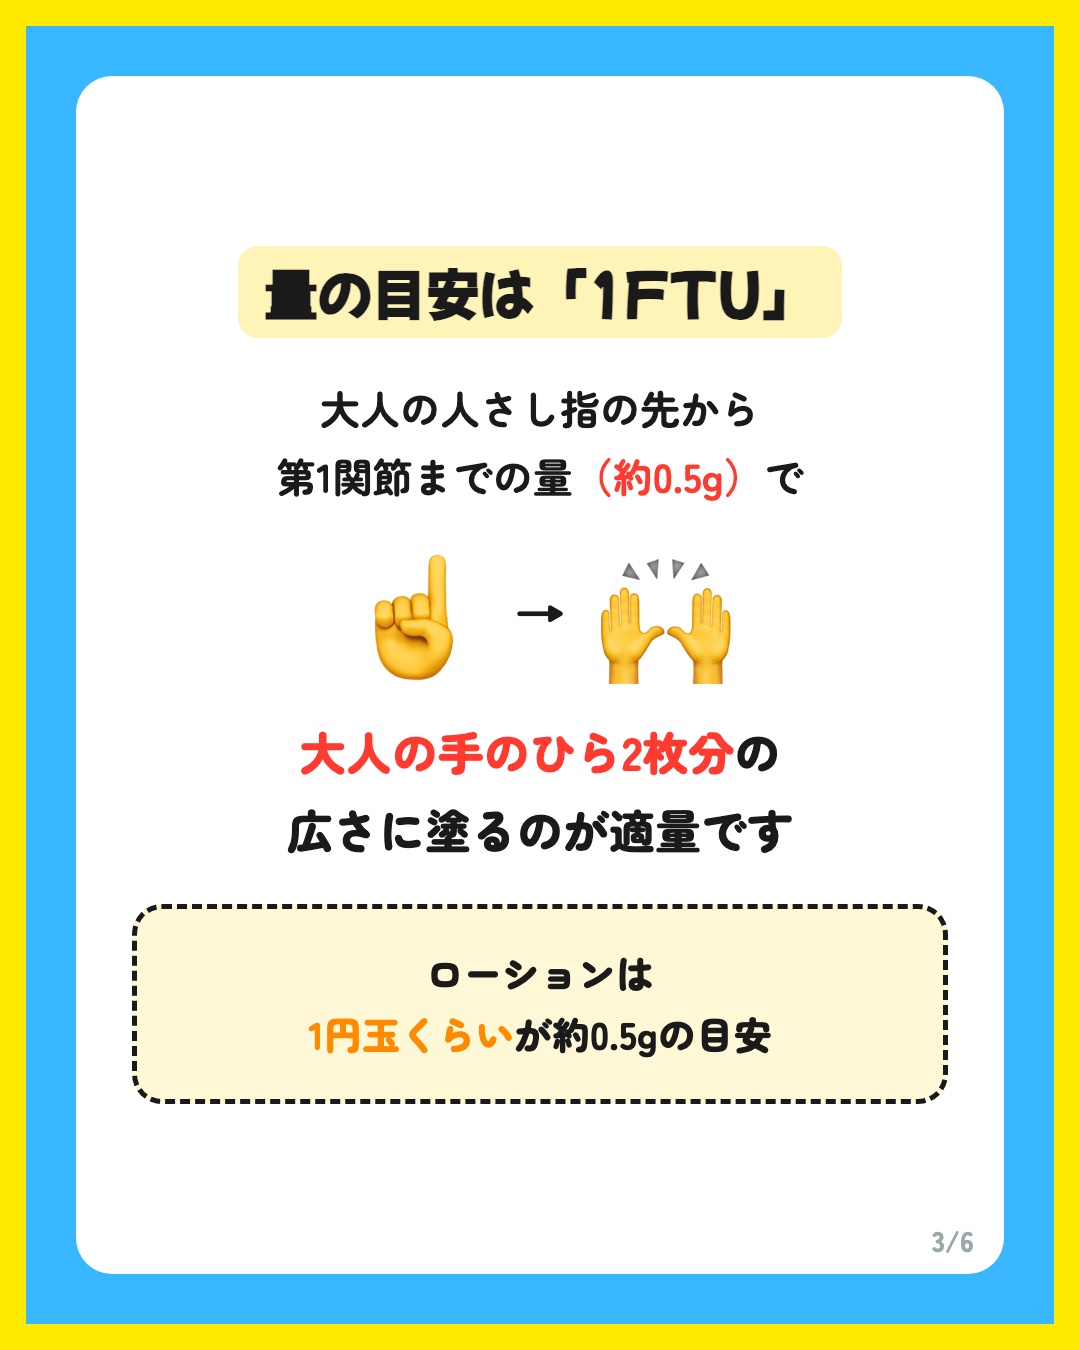 量の目安は「1FTU」
大人の人さし指の先から
第1関節までの量（約0.5g）で
→
大人の手のひら2枚分の
広さに塗るのが適量です
ローションは
1円玉くらいが約0.5gの目安
3/6